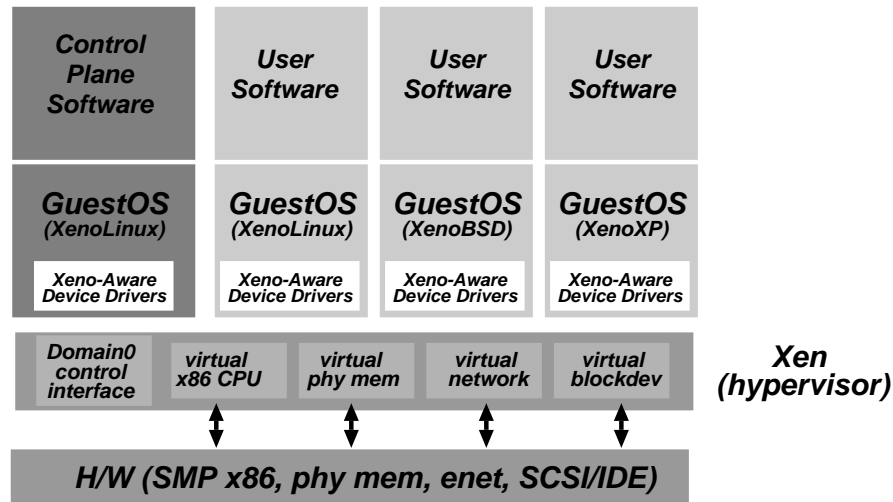 Control
Plane
Software
User
Software
User
Software
User
Software
GuestOS
(XenoLinux)
Xeno-Aware
Device Drivers
GuestOS
(XenoLinux)
Xeno-Aware
Device Drivers
GuestOS
(XenoBSD)
Xeno-Aware
Device Drivers
GuestOS
(XenoXP)
Xeno-Aware
Device Drivers
Domain0
control
interface
virtual
x86 CPU
virtual
phy mem
virtual
network
virtual
blockdev
Xen
(hypervisor)
H/W (SMP x86, phy mem, enet, SCSI/IDE)